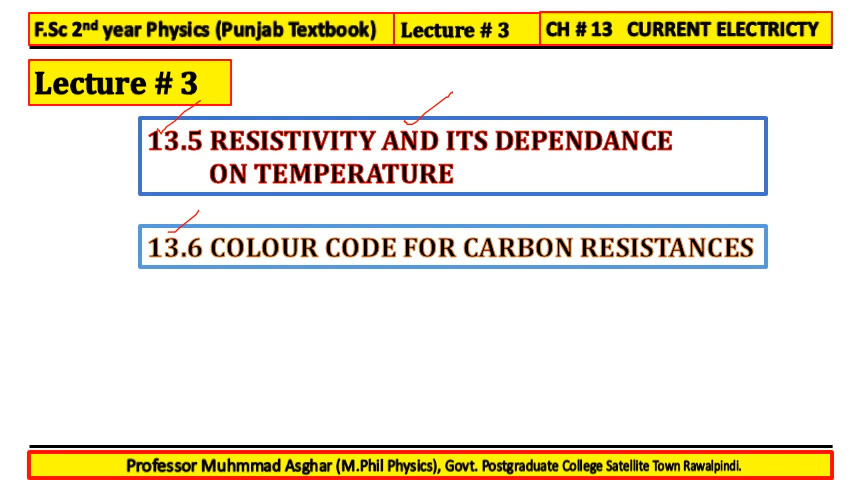 F.Sc 2nd year Physics (Punjab Textbook) Lecture # 3 CH # 13 CURRENT ELECTRICTY
Lecture # 3
13.5 RESISTIVITY AND ITS DEPENDANCE
ON TEMPERATURE
13.6 COLOUR CODE FOR CARBON RESISTANCES
Professor Muhmmad Asghar (M.Phil Physics), Govt. Postgraduate College Satellite Town Rawalpindi.